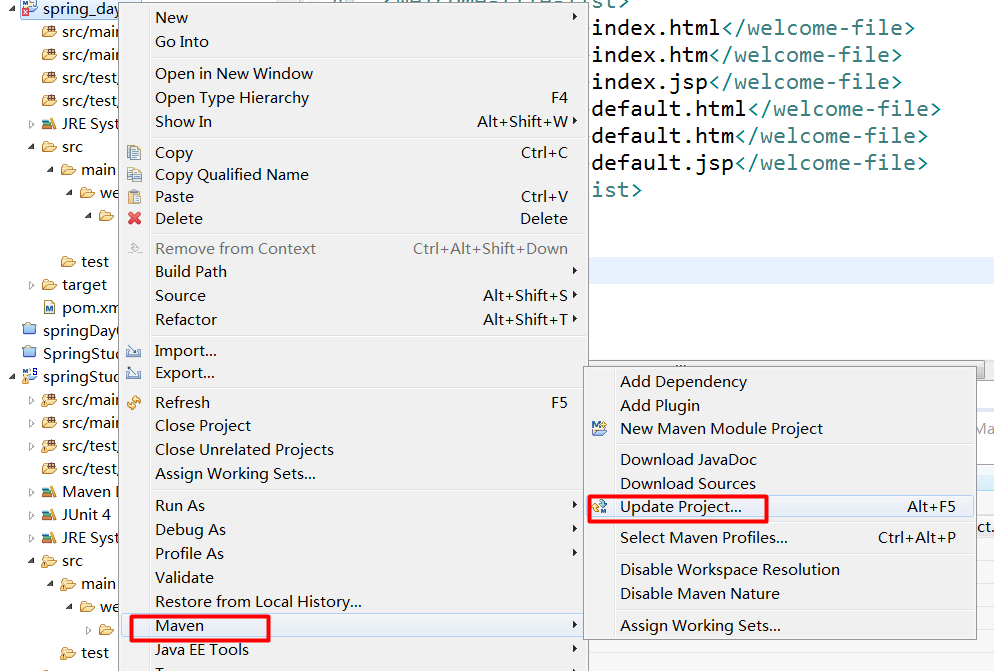 spring_day
src/mai
src/mai
src/test,
src/test,
JRE Syst
src
main
we
test
target
pom.xm
springDay
SpringStu
springStu
src/mai
src/mai
src/test,
src/test,
Maven
JUnit 4
JRE Syst
src
main
we
test
New
Go Into
Open in New Window
Open Type Hierarchy F4
Show In Alt+Shift+W
Copy Ctrl+C
Copy Qualified Name
Paste Ctrl+V
Delete Delete
Remove from Context Ctrl+Alt+Shift+Down
Build Path
Source Alt+Shift+S
Refactor Alt+Shift+T
Import...
Export...
Refresh F5
Close Project
Close Unrelated Projects
Assign Working Sets...
Run As
Debug As
Profile As
Validate
Restore from Local History...
Maven
Java EE Tools
index.html</welcome-file>
index.htm</welcome-file>
index.jsp</welcome-file>
default.html</welcome-file>
default.htm</welcome-file>
default.jsp</welcome-file>
ist>
Add Dependency
Add Plugin
New Maven Module Project
Download JavaDoc
Download Sources
Update Project... Alt+F5
Select Maven Profiles... Ctrl+Alt+P
Disable Workspace Resolution
Disable Maven Nature
Assign Working Sets...
Ma
ct.